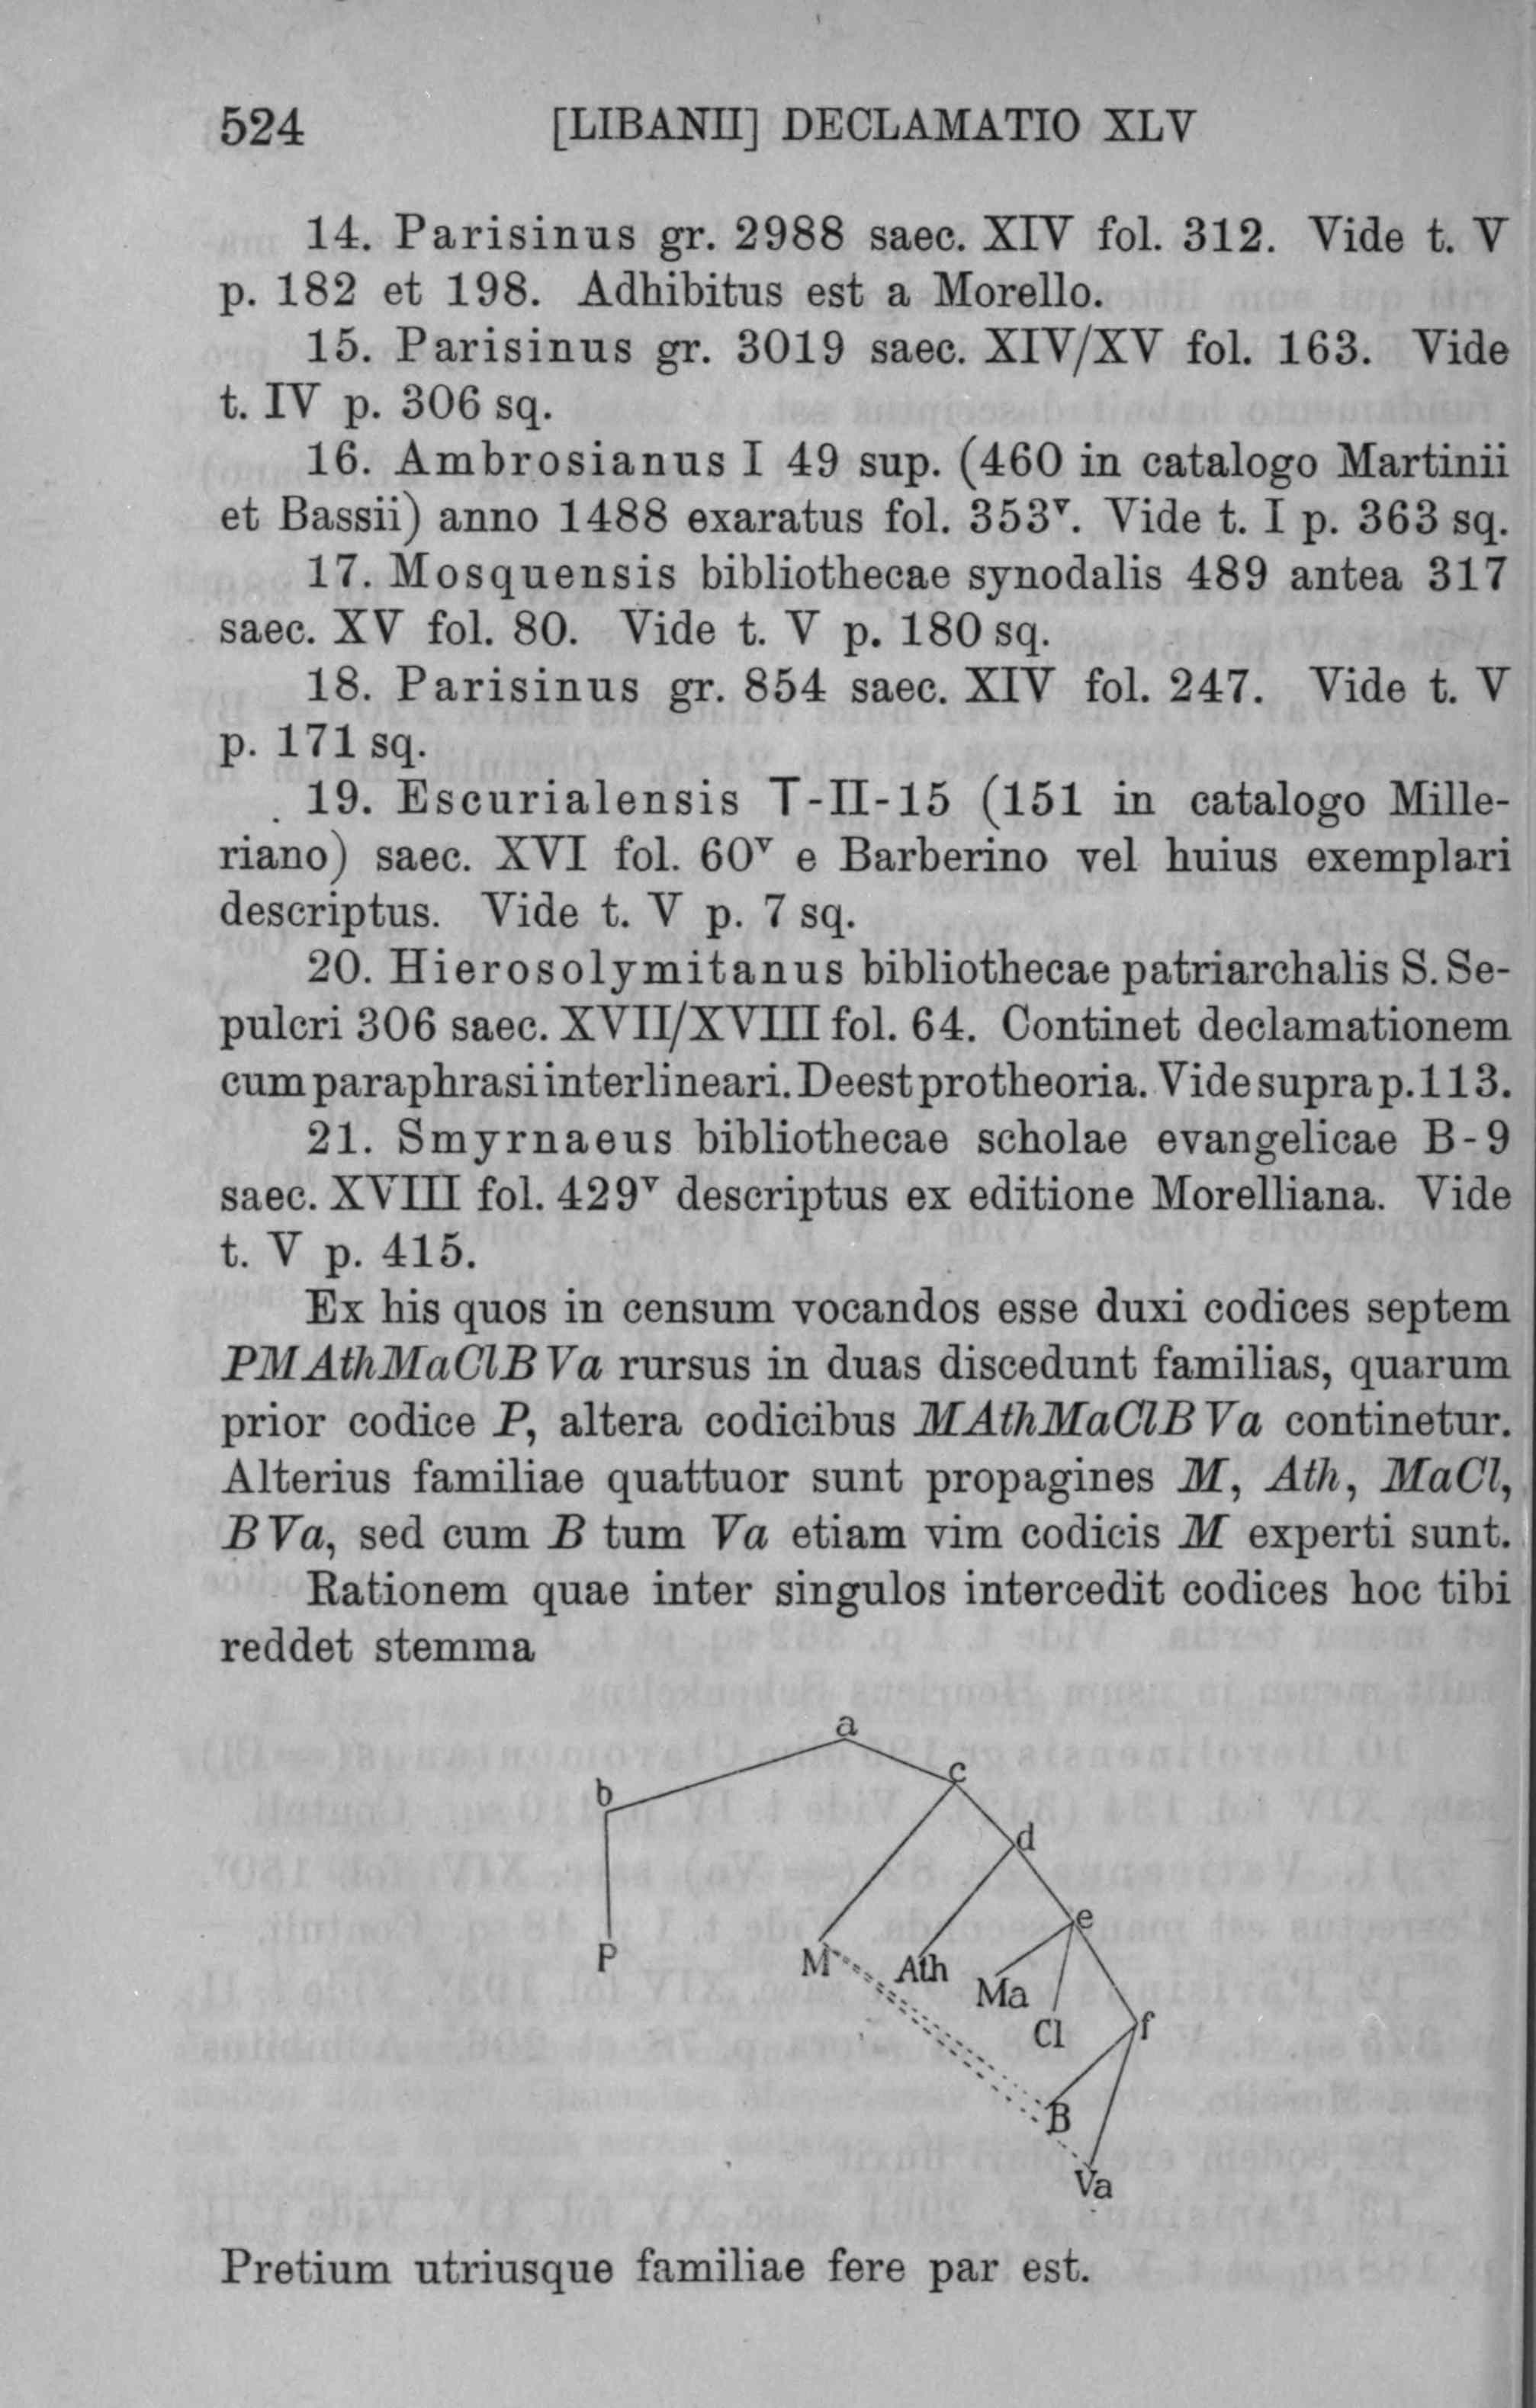 524 [LIBANII] DECLAMATIO XLV
14. Parisinus gr. 2988 saec. XIV fol. 312. Vide t. V
p. 182 et 198. Adhibitus est a Morello.
15. Parisinus gr. 3019 saec. XIV/XV fol. 163. Vide
t. IV p. 306 sq.
16. Ambrosianus I 49 sup. (460 in catalogo Martinii
et Bassii) anno 1488 exaratus fol. 353ᵛ. Vide t. I p. 363 sq.
17. Mosquensis bibliothecae synodalis 489 antea 317
saec. XV fol. 80. Vide t. V p. 180 sq.
18. Parisinus gr. 854 saec. XIV fol. 247. Vide t. V
p. 171 sq.
19. Escurialensis T-II-15 (151 in catalogo Mille-
riano) saec. XVI fol. 60ᵛ e Barberino vel huius exemplari
descriptus. Vide t. V p. 7 sq.
20. Hierosolymitanus bibliothecae patriarchalis S. Se-
pulcri 306 saec. XVII/XVIII fol. 64. Continet declamationem
cum paraphrasi interlineari. Deest protheoria. Vide supra p. 113.
21. Smyrnaeus bibliothecae scholae evangelicae B-9
saec. XVIII fol. 429ᵛ descriptus ex editione Morelliana. Vide
t. V p. 415.
Ex his quos in censum vocandos esse duxi codices septem
PMAthMaClBVa rursus in duas discedunt familias, quarum
prior codice P, altera codicibus MAthMaClBVa continetur.
Alterius familiae quattuor sunt propagines M, Ath, MaCl,
BVa, sed cum B tum Va etiam vim codicis M experti sunt.
Rationem quae inter singulos intercedit codices hoc tibi
reddet stemma
a
c
b
d
e
P M Ath
Ma
Cl f
B
Va
Pretium utriusque familiae fere par est.